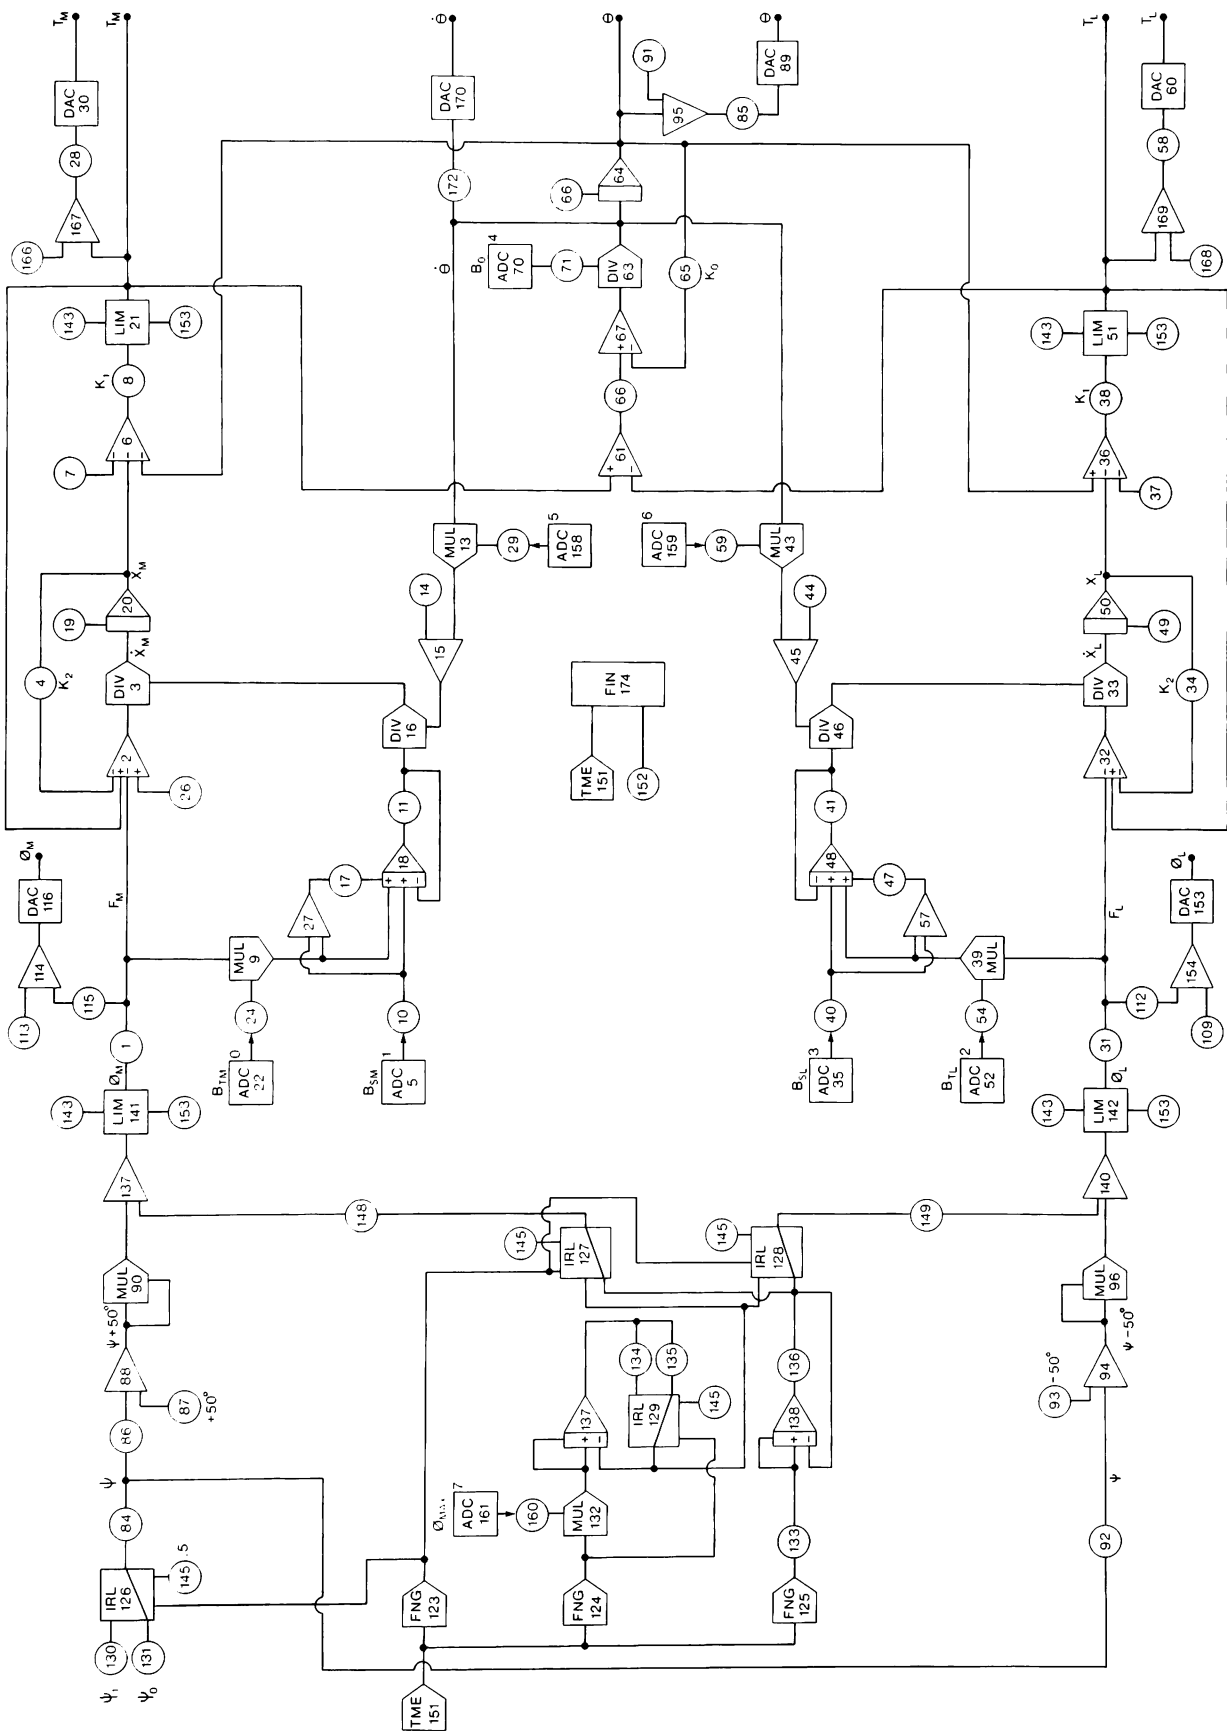 T_M
T_M
DAC 30
28
167
166
143
LIM 21
153
K₁
8
6
7
X_M
20
19
Ẋ_M
DIV 3
4
K₂
2
26
F_M
Ø_M
DAC 116
114
113
115
1
Ø_M
143
LIM 141
153
137
MUL 90
ψ+50°
88
87
+50°
86
ψ
84
IRL 126
145
.5
ψ₁
130
ψ₀
131
θ̇
DAC 170
172
θ̇
MUL 13
29
5
ADC 158
14
15
DIV 16
11
18
17
27
MUL 9
24
0
B_TM
ADC 22
10
1
B_SM
ADC 5
θ
θ
91
95
85
DAC 89
64
66
B₀
4
ADC 70
71
DIV 63
65
K₀
67
66
61
6
ADC 159
59
MUL 43
44
45
FIN 174
TME 151
152
DIV 46
41
48
47
57
39 MUL
54
2
B_TL
ADC 52
40
3
B_SL
ADC 35
148
IRL 127
145
IRL 128
145
149
134
135
IRL 129
145
137
136
138
Ø_MAX
7
ADC 161
160
MUL 132
133
FNG 123
FNG 124
FNG 125
TME 151
T_L
T_L
DAC 60
58
169
168
143
LIM 51
153
K₁
38
36
37
X_L
50
49
Ẋ_L
DIV 33
K₂
34
32
F_L
Ø_L
DAC 153
154
109
112
31
Ø_L
143
LIM 142
153
140
MUL 96
ψ-50°
94
93
-50°
ψ
92